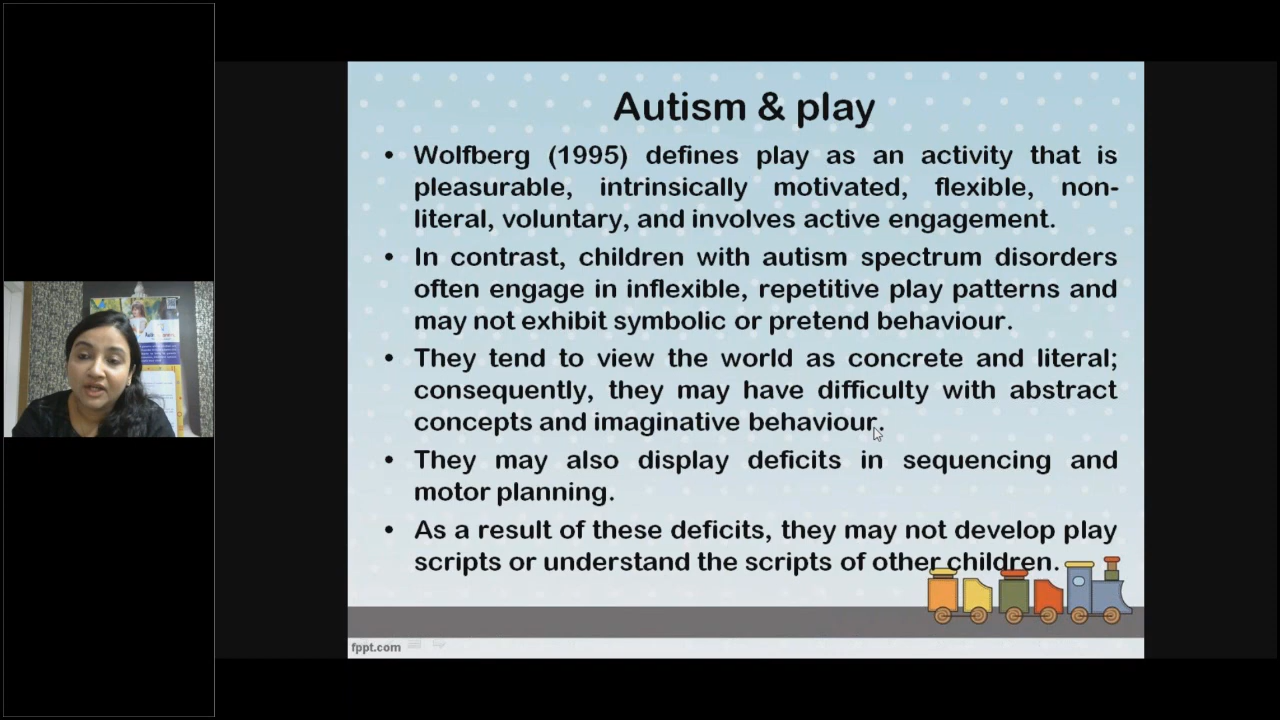 Autism & play
• Wolfberg (1995) defines play as an activity that is
pleasurable, intrinsically motivated, flexible, non-
literal, voluntary, and involves active engagement.
• In contrast, children with autism spectrum disorders
often engage in inflexible, repetitive play patterns and
may not exhibit symbolic or pretend behaviour.
• They tend to view the world as concrete and literal;
consequently, they may have difficulty with abstract
concepts and imaginative behaviour.
• They may also display deficits in sequencing and
motor planning.
• As a result of these deficits, they may not develop play
scripts or understand the scripts of other children.
fppt.com